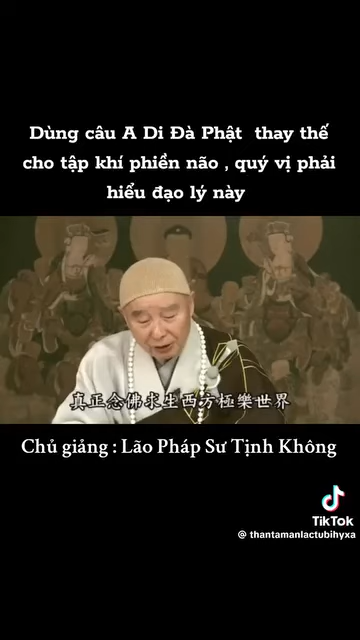 Dùng câu A Di Đà Phật thay thế
cho tập khí phiền não , quý vị phải
hiểu đạo lý này
真正念佛求生西方極樂世界
Chủ giảng : Lão Pháp Sư Tịnh Không
TikTok
@ thantamanlactubihyxa